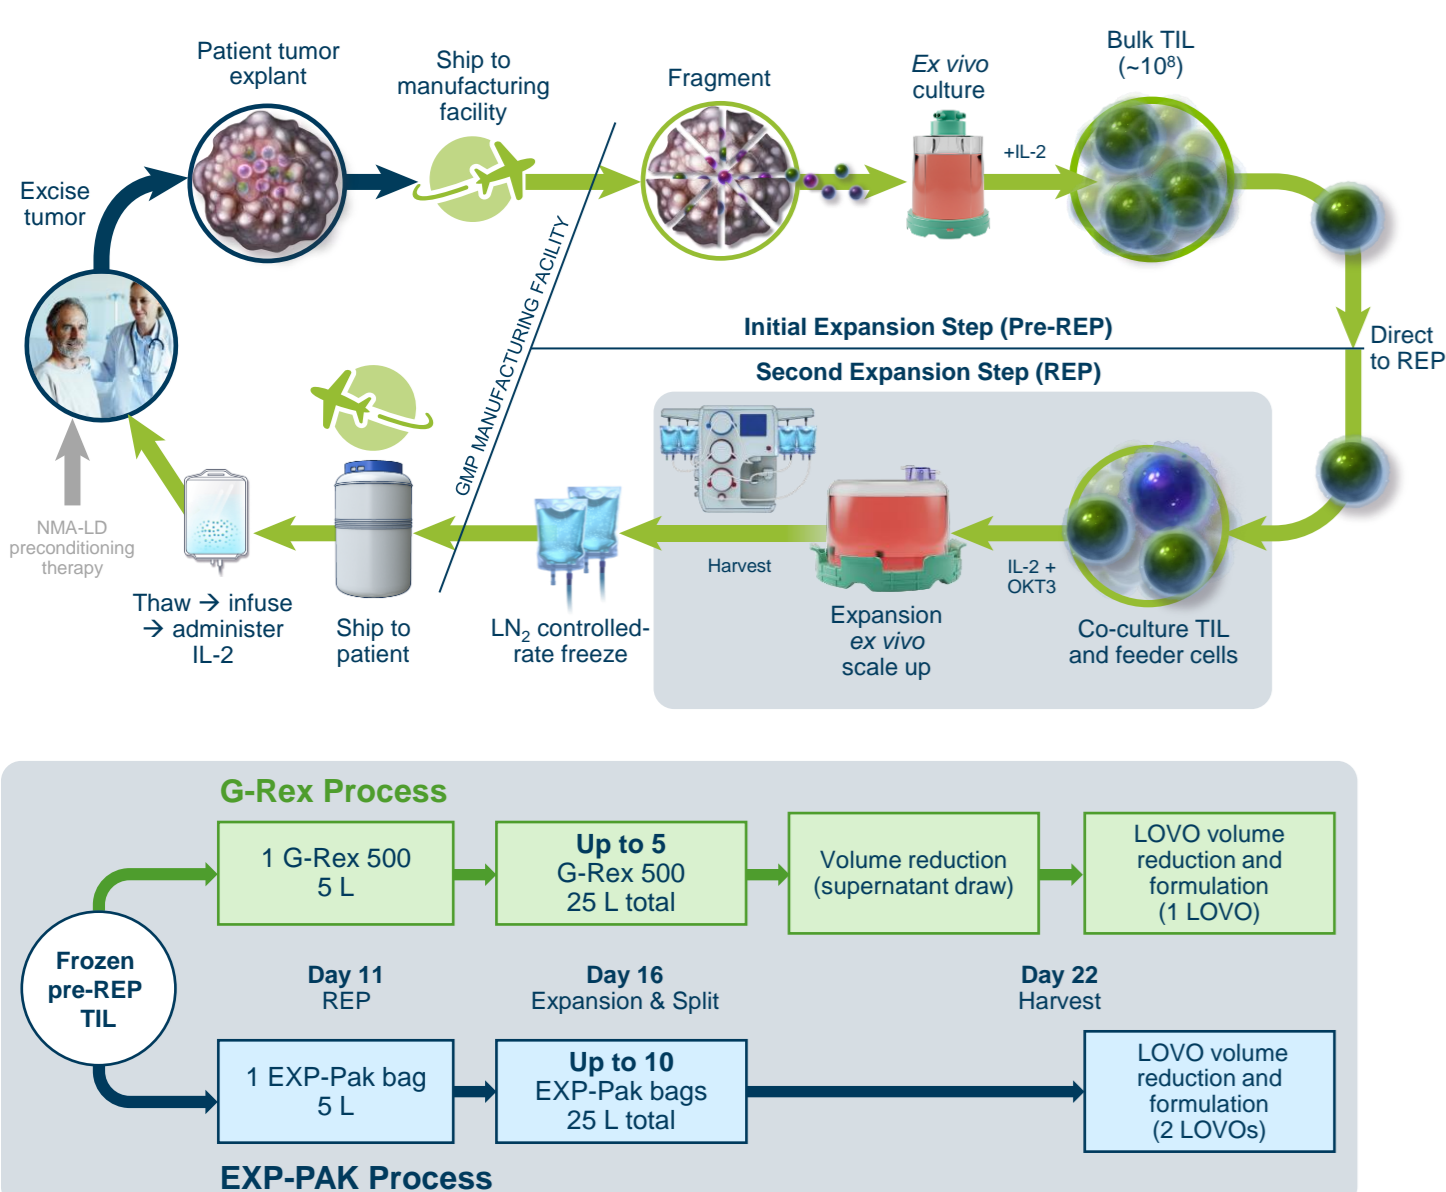 Patient tumor
explant
Ship to
manufacturing
facility
Fragment
Ex vivo
culture
+IL-2
Bulk TIL
(~10⁸)
Excise
tumor
GMP MANUFACTURING FACILITY
Initial Expansion Step (Pre-REP)
Direct
to REP
Second Expansion Step (REP)
NMA-LD
preconditioning
therapy
Thaw → infuse
→ administer
IL-2
Ship to
patient
LN₂ controlled-
rate freeze
Harvest
Expansion
ex vivo
scale up
IL-2 +
OKT3
Co-culture TIL
and feeder cells
G-Rex Process
1 G-Rex 500
5 L
Up to 5
G-Rex 500
25 L total
Volume reduction
(supernatant draw)
LOVO volume
reduction and
formulation
(1 LOVO)
Frozen
pre-REP
TIL
Day 11
REP
Day 16
Expansion & Split
Day 22
Harvest
1 EXP-Pak bag
5 L
Up to 10
EXP-Pak bags
25 L total
LOVO volume
reduction and
formulation
(2 LOVOs)
EXP-PAK Process